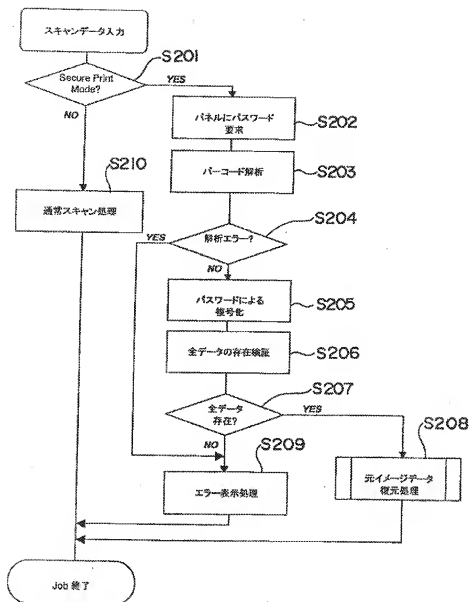 スキャンデータ入力
S201
Secure Print
Mode?
YES
NO
パネルにパスワード
要求
S202
バーコード解析
S203
S210
通常スキャン処理
S204
解析エラー?
YES
NO
パスワードによる
復号化
S205
全データの存在検証
S206
S207
全データ
存在?
YES
NO
S208
元イメージデータ
復元処理
S209
エラー表示処理
Job 終了